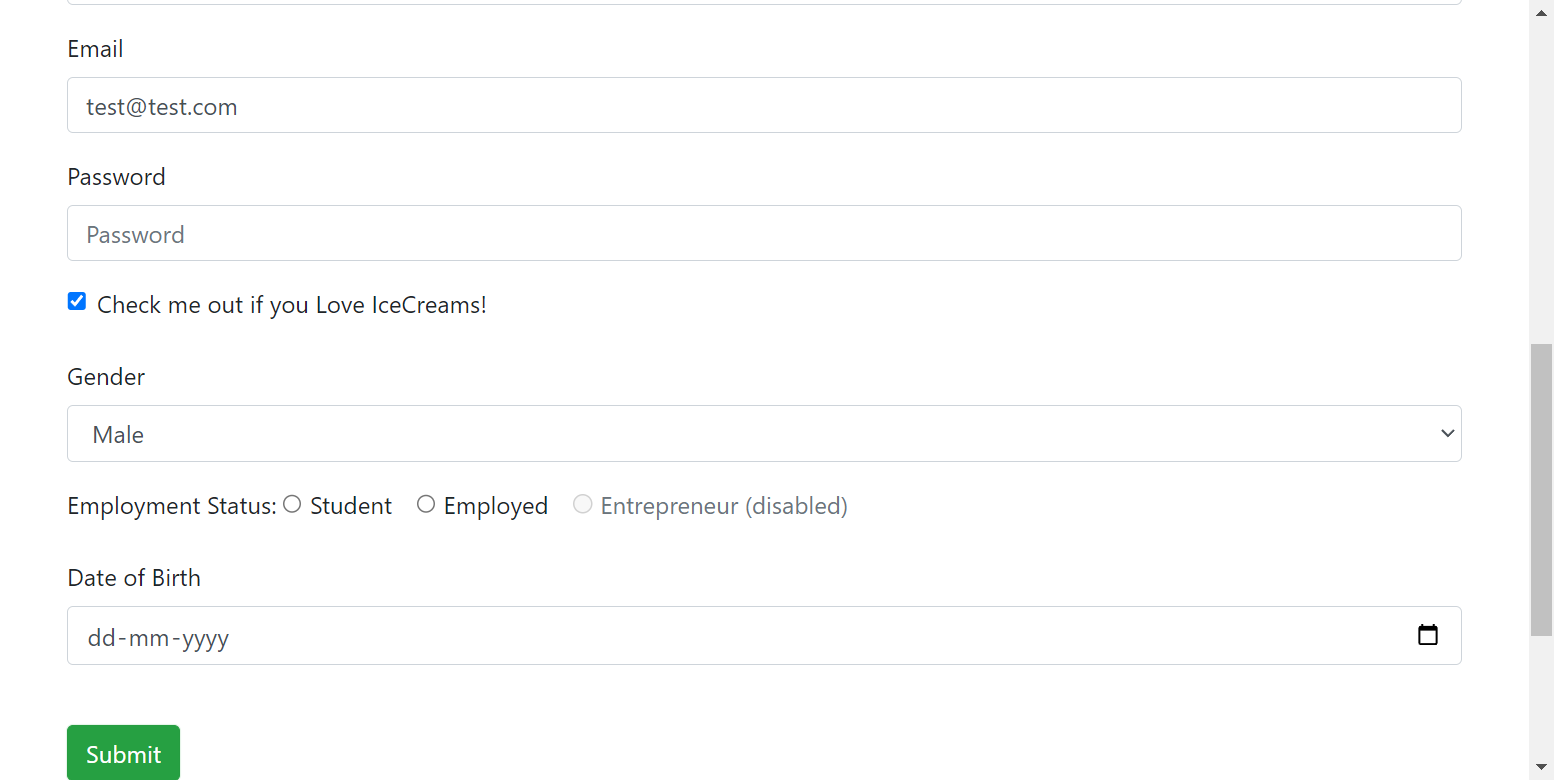 Email
test@test.com
Password
Password
Check me out if you Love IceCreams!
Gender
Male
Employment Status: Student Employed Entrepreneur (disabled)
Date of Birth
dd-mm-yyyy
Submit